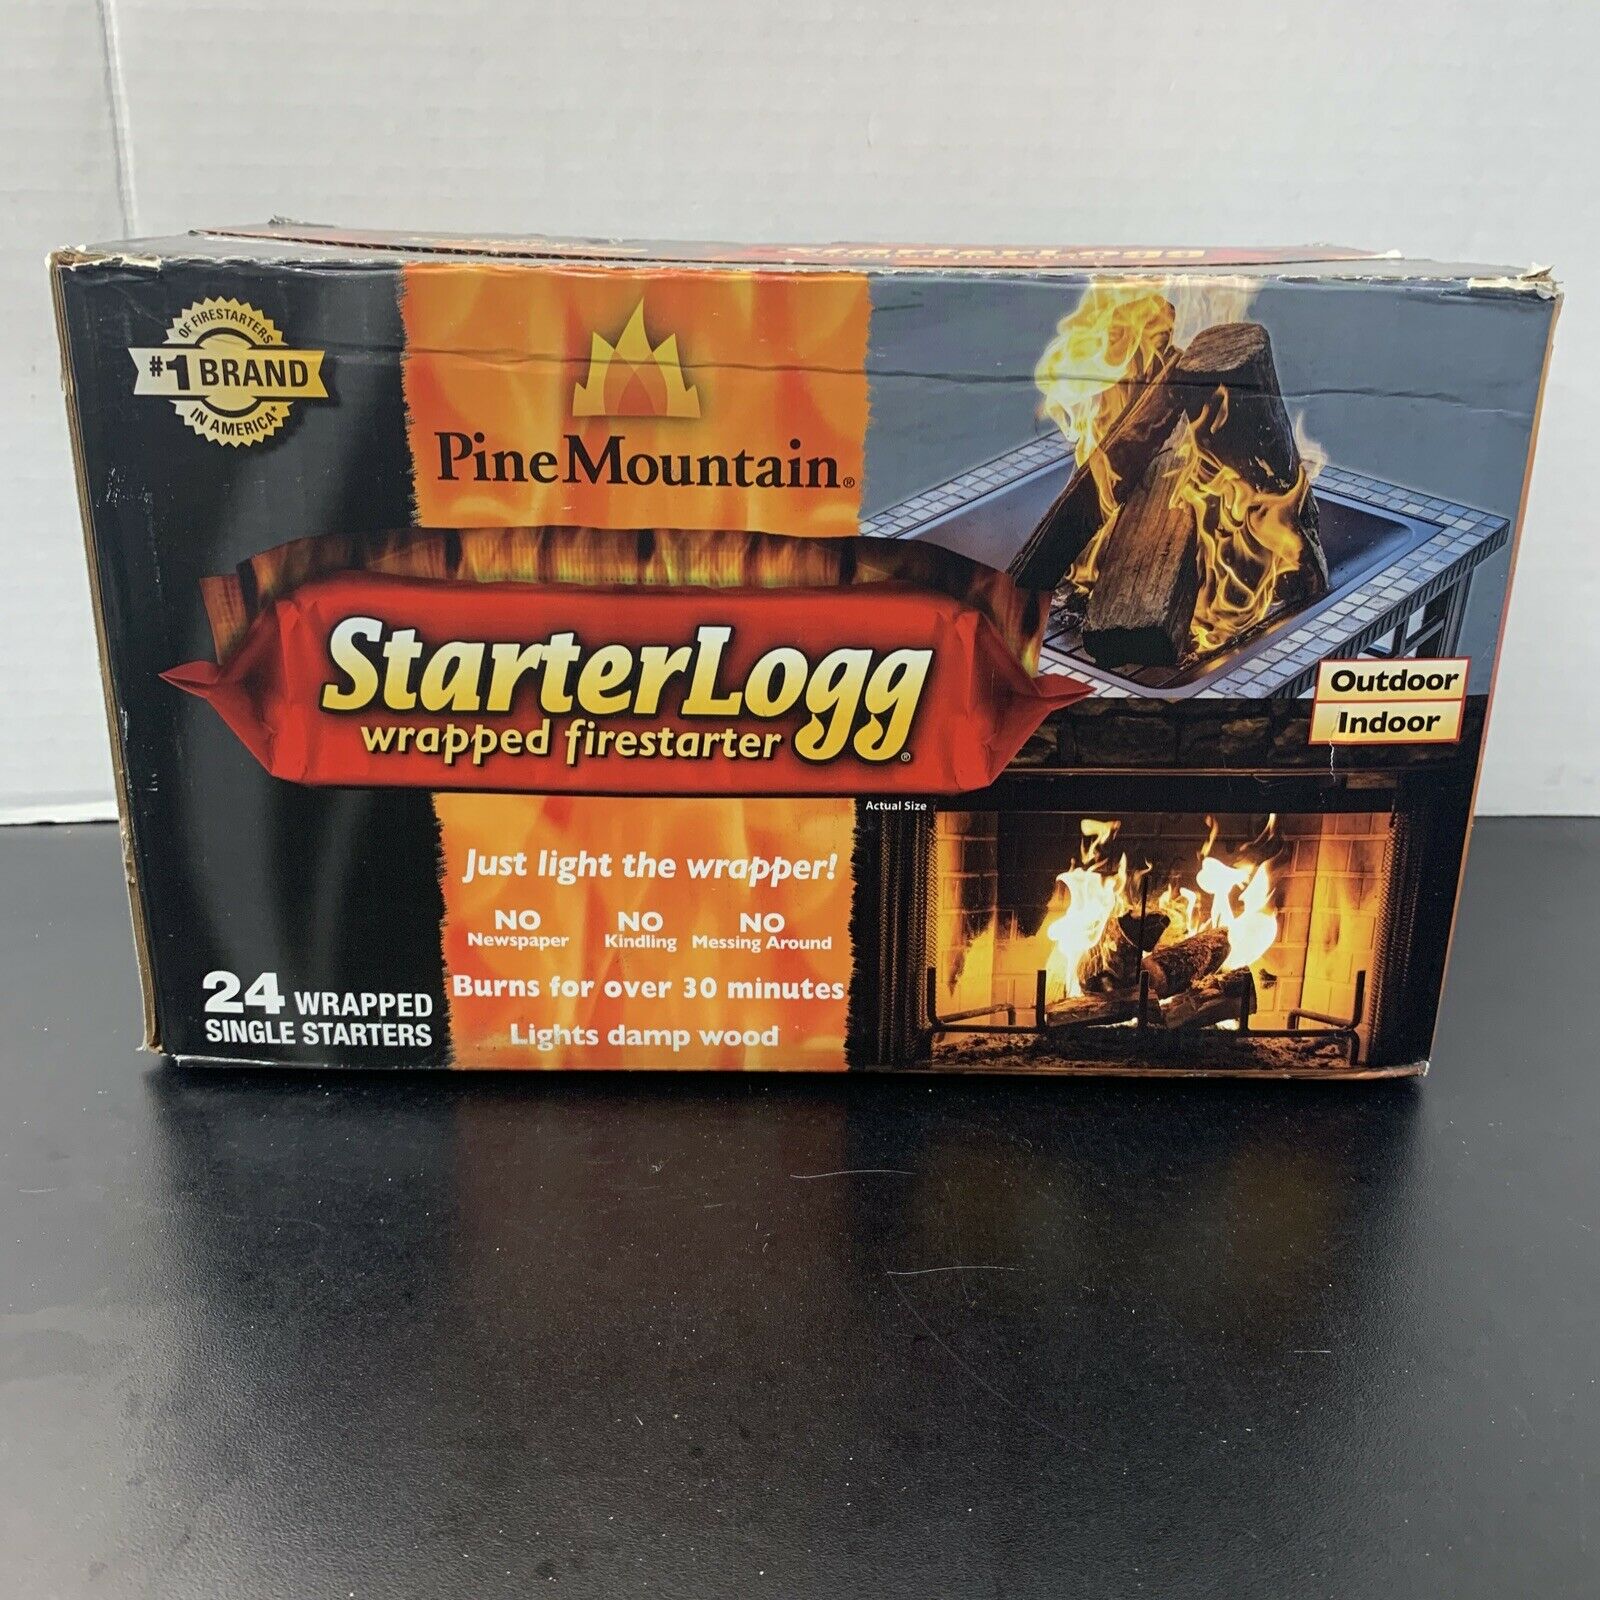 OF FIRESTARTERS
#1 BRAND
IN AMERICA*
PineMountain®
StarterLogg®
wrapped firestarter
Actual Size
Outdoor
Indoor
Just light the wrapper!
NO Newspaper
NO Kindling
NO Messing Around
Burns for over 30 minutes
Lights damp wood
24 WRAPPED
SINGLE STARTERS